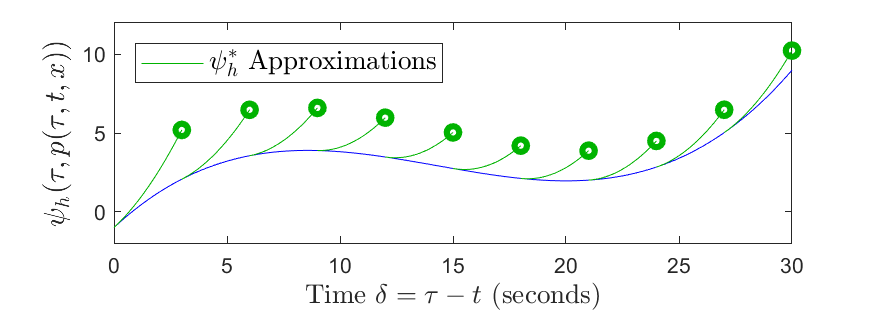 10
5
0
ψ_h(τ, p(τ, t, x))
ψ*_h Approximations
0 5 10 15 20 25 30
Time δ = τ − t (seconds)